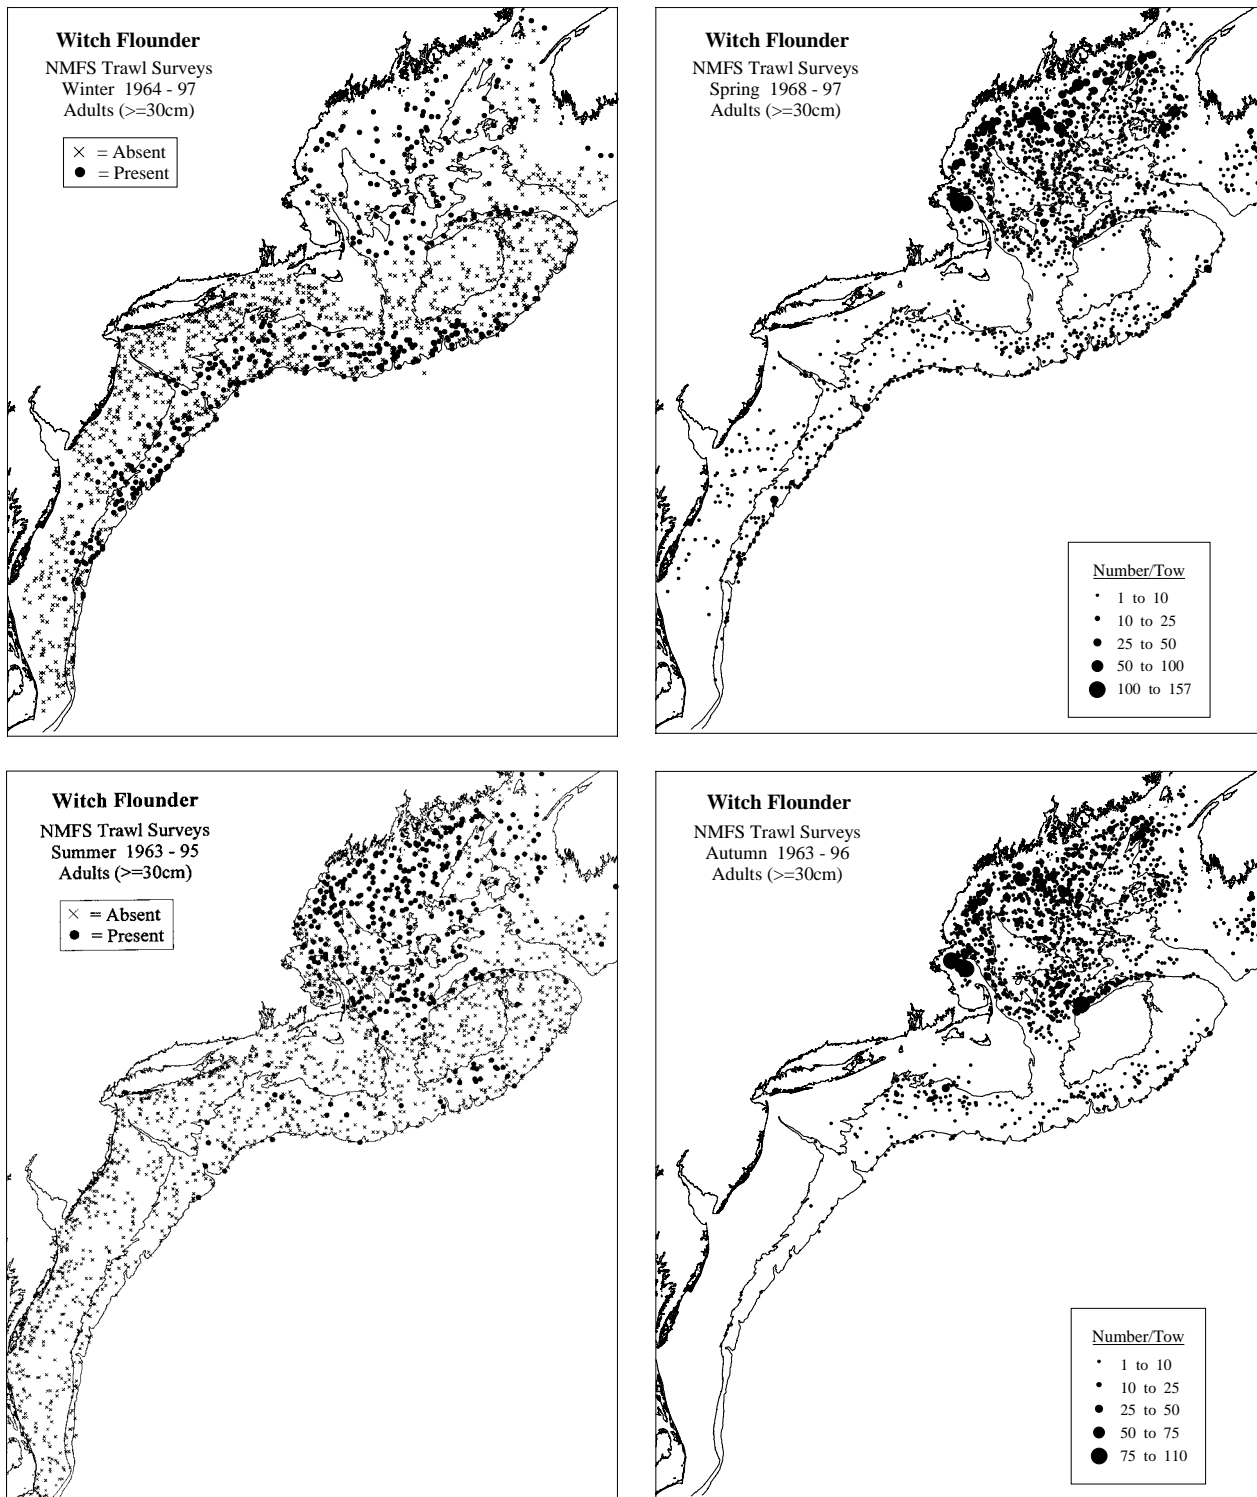 Witch Flounder
NMFS Trawl Surveys
Winter 1964 - 97
Adults (>=30cm)
× = Absent
● = Present
Witch Flounder
NMFS Trawl Surveys
Spring 1968 - 97
Adults (>=30cm)
Number/Tow
1 to 10
10 to 25
25 to 50
50 to 100
100 to 157
Witch Flounder
NMFS Trawl Surveys
Summer 1963 - 95
Adults (>=30cm)
× = Absent
● = Present
Witch Flounder
NMFS Trawl Surveys
Autumn 1963 - 96
Adults (>=30cm)
Number/Tow
1 to 10
10 to 25
25 to 50
50 to 75
75 to 110